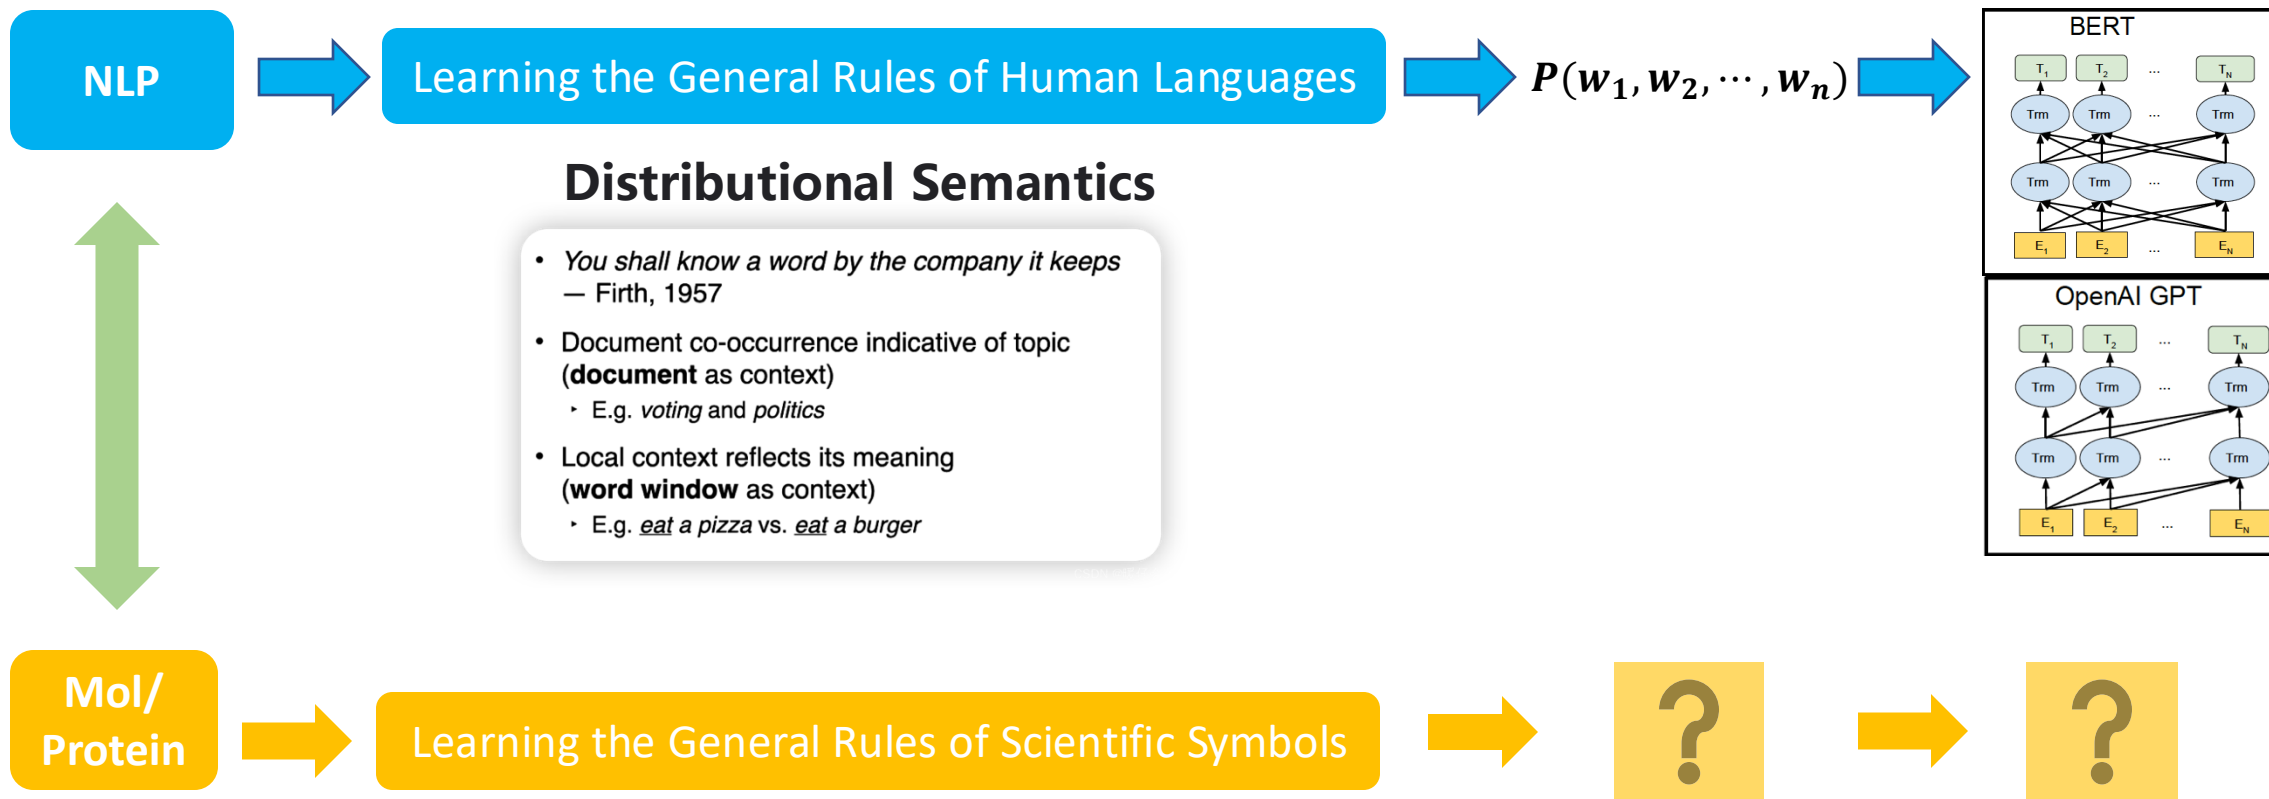 NLP
Learning the General Rules of Human Languages
P(w₁, w₂, ⋯, wₙ)
BERT
T₁ T₂ ... T_N
Trm Trm ... Trm
Trm Trm ... Trm
E₁ E₂ ... E_N
Distributional Semantics
• You shall know a word by the company it keeps
— Firth, 1957
• Document co-occurrence indicative of topic
(document as context)
‣ E.g. voting and politics
• Local context reflects its meaning
(word window as context)
‣ E.g. eat a pizza vs. eat a burger
OpenAI GPT
T₁ T₂ ... T_N
Trm Trm ... Trm
Trm Trm ... Trm
E₁ E₂ ... E_N
Mol/
Protein
Learning the General Rules of Scientific Symbols
?
?